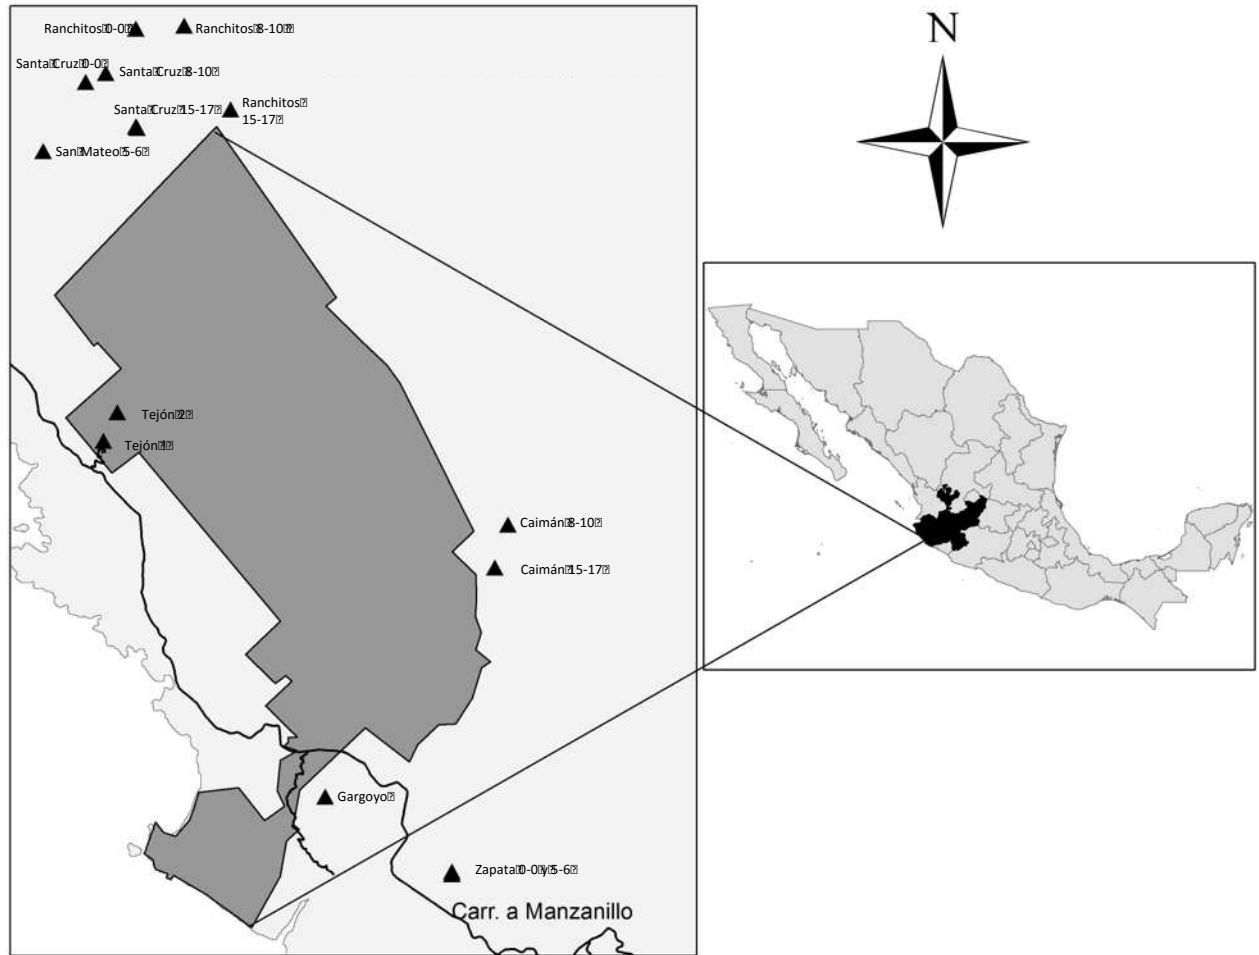 Ranchitos 0-0
Ranchitos 8-10
Santa Cruz 0-0
Santa Cruz 8-10
Santa Cruz 15-17
Ranchitos
15-17
San Mateo 5-6
Tejón 2
Tejón 1
Caimán 8-10
Caimán 15-17
Gargoyo
Zapata 0-0 y 5-6
Carr. a Manzanillo
N